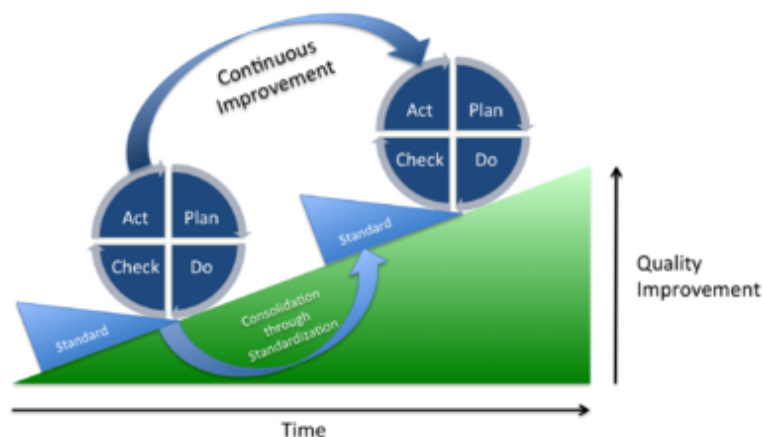 Continuous
Improvement
Act Plan
Check Do
Act Plan
Check Do
Standard
Standard
Consolidation
through
Standardization
Quality
Improvement
Time